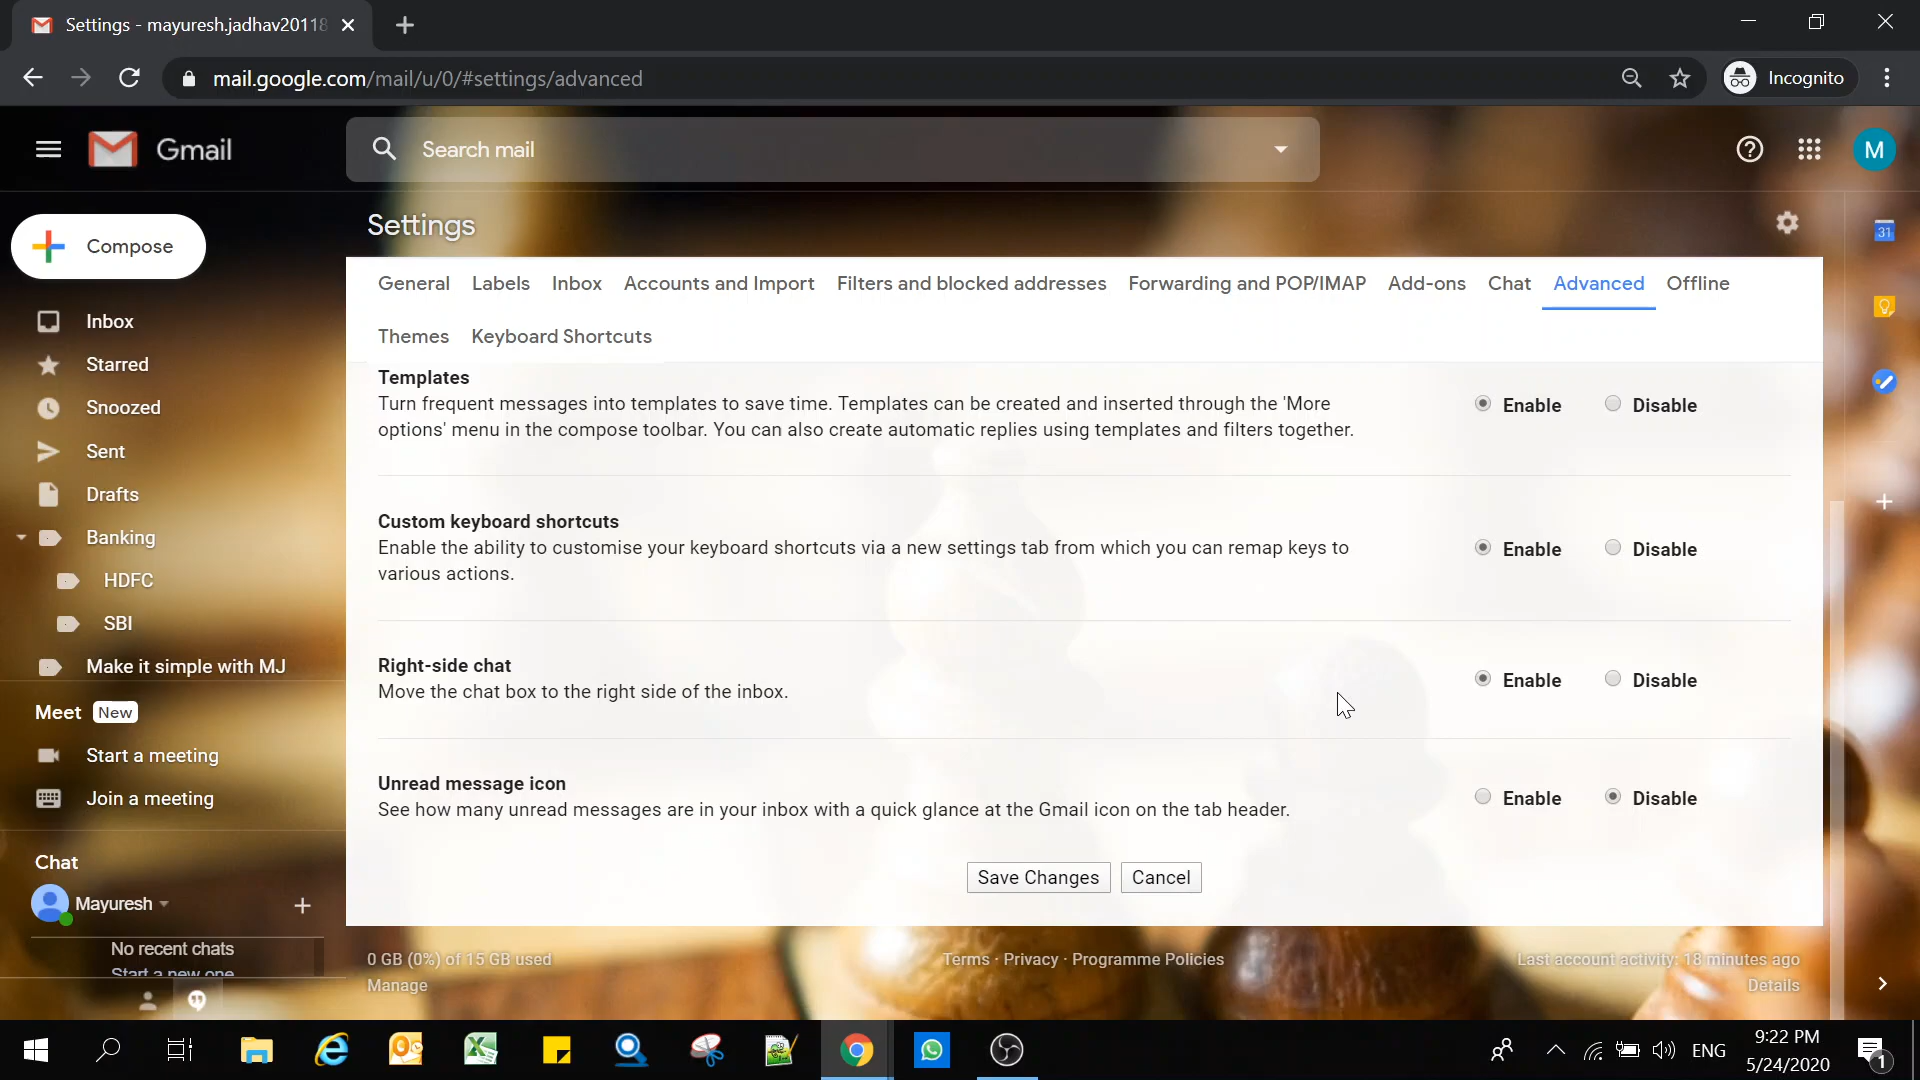 Settings - mayuresh.jadhav20118
mail.google.com/mail/u/0/#settings/advanced
Incognito
Gmail
Search mail
M
Compose
Settings
31
General Labels Inbox Accounts and Import Filters and blocked addresses Forwarding and POP/IMAP Add-ons Chat Advanced Offline
Themes Keyboard Shortcuts
Inbox
Starred
Snoozed
Sent
Drafts
Banking
HDFC
SBI
Make it simple with MJ
Meet New
Start a meeting
Join a meeting
Chat
Mayuresh
No recent chats
Start a new one
Templates
Turn frequent messages into templates to save time. Templates can be created and inserted through the 'More
options' menu in the compose toolbar. You can also create automatic replies using templates and filters together.
Enable Disable
Custom keyboard shortcuts
Enable the ability to customise your keyboard shortcuts via a new settings tab from which you can remap keys to
various actions.
Enable Disable
Right-side chat
Move the chat box to the right side of the inbox.
Enable Disable
Unread message icon
See how many unread messages are in your inbox with a quick glance at the Gmail icon on the tab header.
Enable Disable
Save Changes Cancel
0 GB (0%) of 15 GB used
Manage
Terms · Privacy · Programme Policies
Last account activity: 18 minutes ago
Details
ENG
9:22 PM
5/24/2020
1